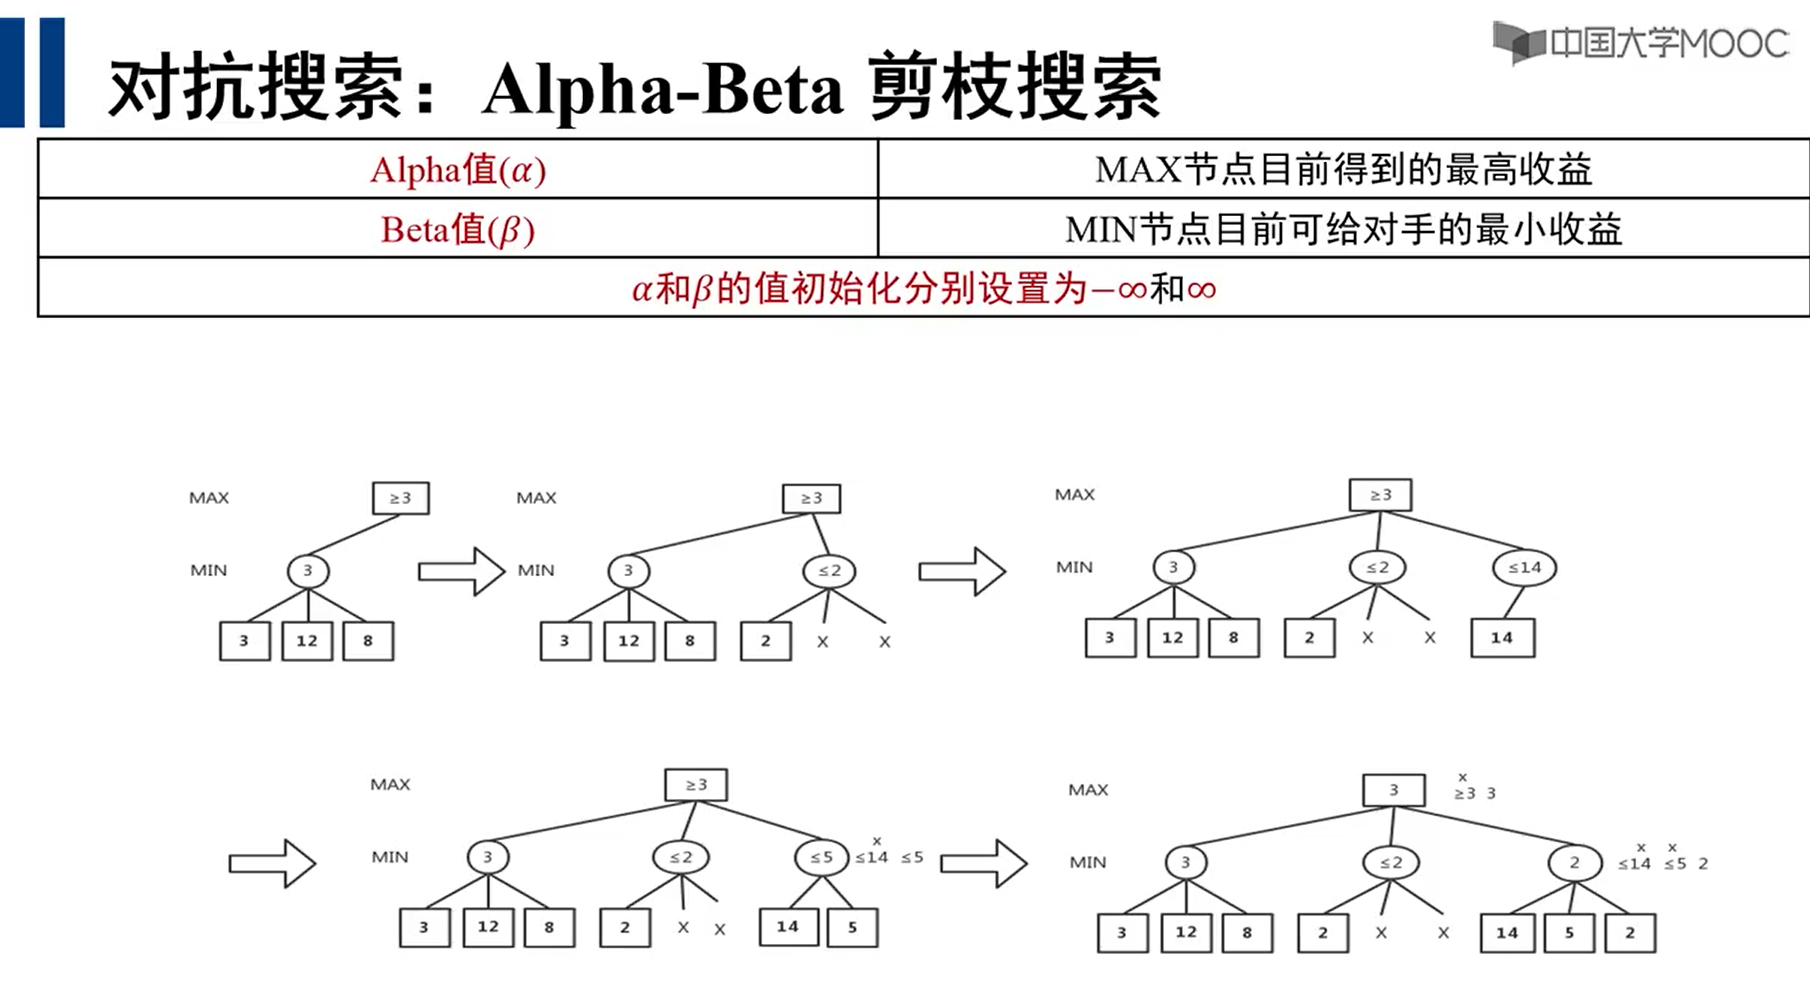 中国大学MOOC
对抗搜索：Alpha-Beta 剪枝搜索
Alpha值(α) MAX节点目前得到的最高收益
Beta值(β) MIN节点目前可给对手的最小收益
α和β的值初始化分别设置为−∞和∞
MAX ≥3
MIN 3
3 12 8
MAX ≥3
MIN 3 ≤2
3 12 8 2 X X
MAX ≥3
MIN 3 ≤2 ≤14
3 12 8 2 X X 14
MAX ≥3
x
MIN 3 ≤2 ≤5 ≤14 ≤5
3 12 8 2 X X 14 5
x
MAX 3 ≥3 3
x x
MIN 3 ≤2 2 ≤14 ≤5 2
3 12 8 2 X X 14 5 2